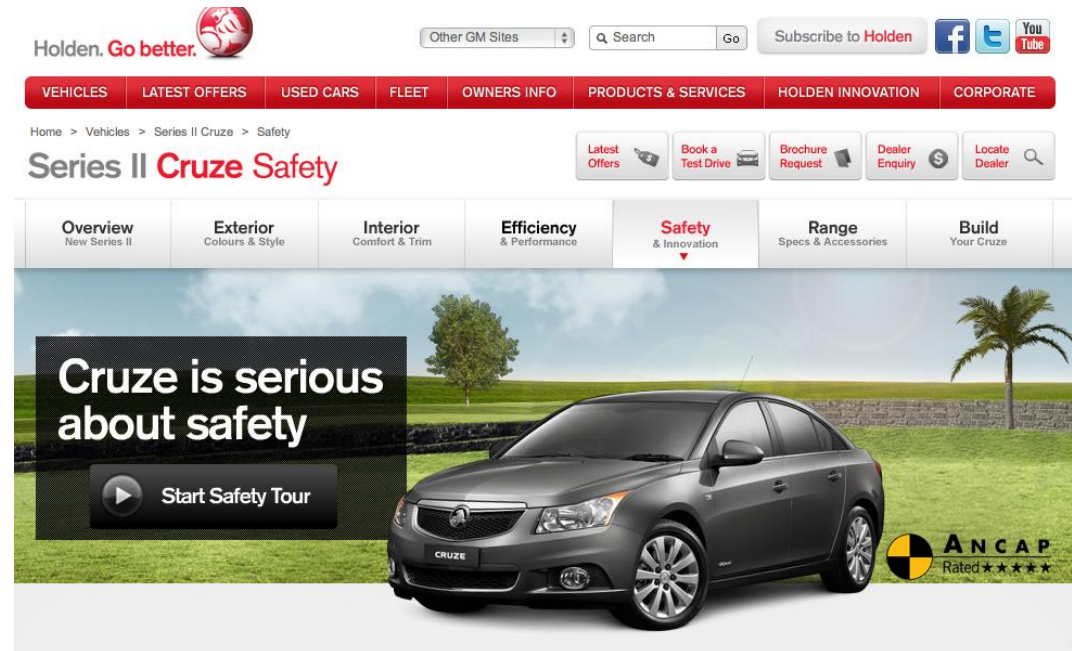 Holden. Go better.
Other GM Sites
Search
Go
Subscribe to Holden
f
t
You
Tube
VEHICLES LATEST OFFERS USED CARS FLEET OWNERS INFO PRODUCTS & SERVICES HOLDEN INNOVATION CORPORATE
Home > Vehicles > Series II Cruze > Safety
Series II Cruze Safety
Latest
Offers
Book a
Test Drive
Brochure
Request
Dealer
Enquiry
Locate
Dealer
Overview
New Series II
Exterior
Colours & Style
Interior
Comfort & Trim
Efficiency
& Performance
Safety
& Innovation
Range
Specs & Accessories
Build
Your Cruze
Cruze is serious
about safety
Start Safety Tour
CRUZE
ANCAP
Rated★★★★★